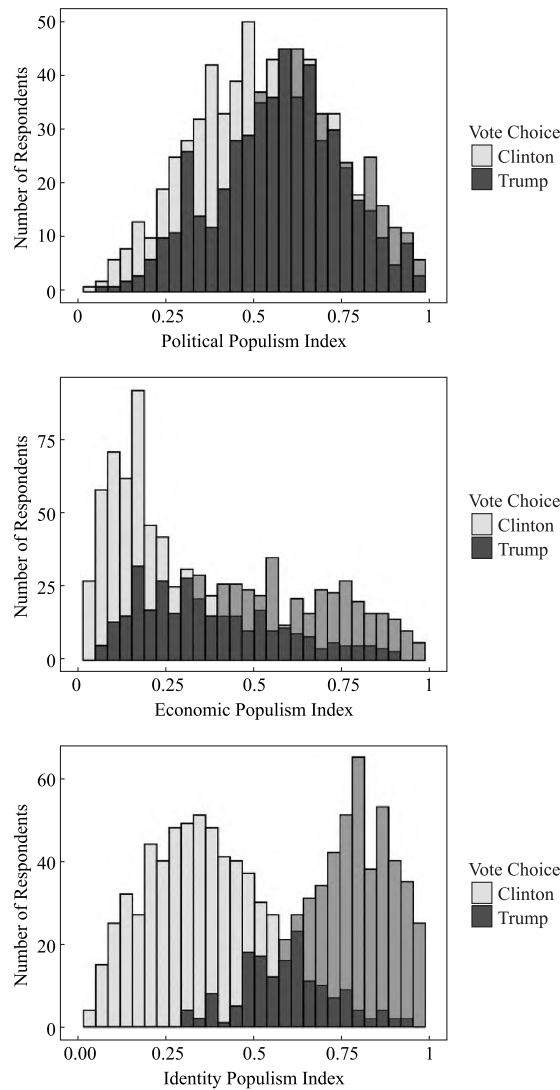 50
40
30
20
10
0
Number of Respondents
0 0.25 0.5 0.75 1
Political Populism Index
Vote Choice
Clinton
Trump
75
50
25
0
Number of Respondents
0 0.25 0.5 0.75 1
Economic Populism Index
Vote Choice
Clinton
Trump
60
40
20
0
Number of Respondents
0.00 0.25 0.5 0.75 1
Identity Populism Index
Vote Choice
Clinton
Trump